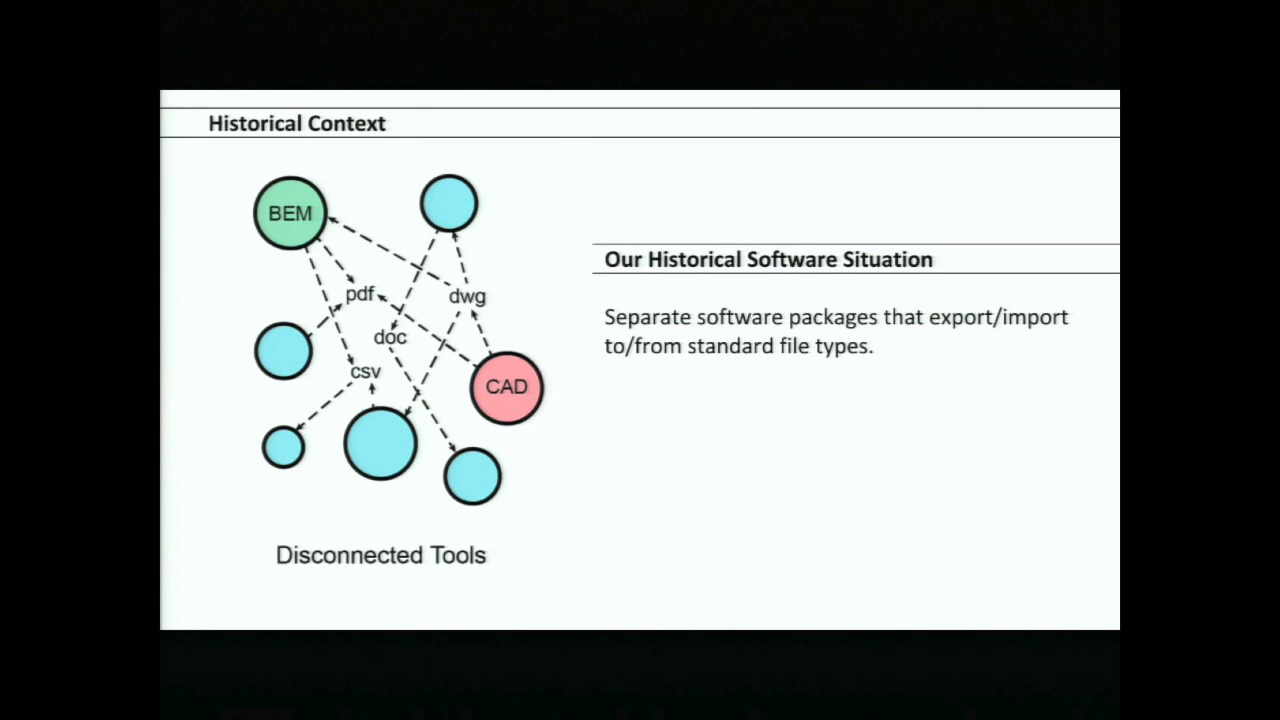 Historical Context
BEM
pdf
dwg
doc
csv
CAD
Disconnected Tools
Our Historical Software Situation
Separate software packages that export/import
to/from standard file types.